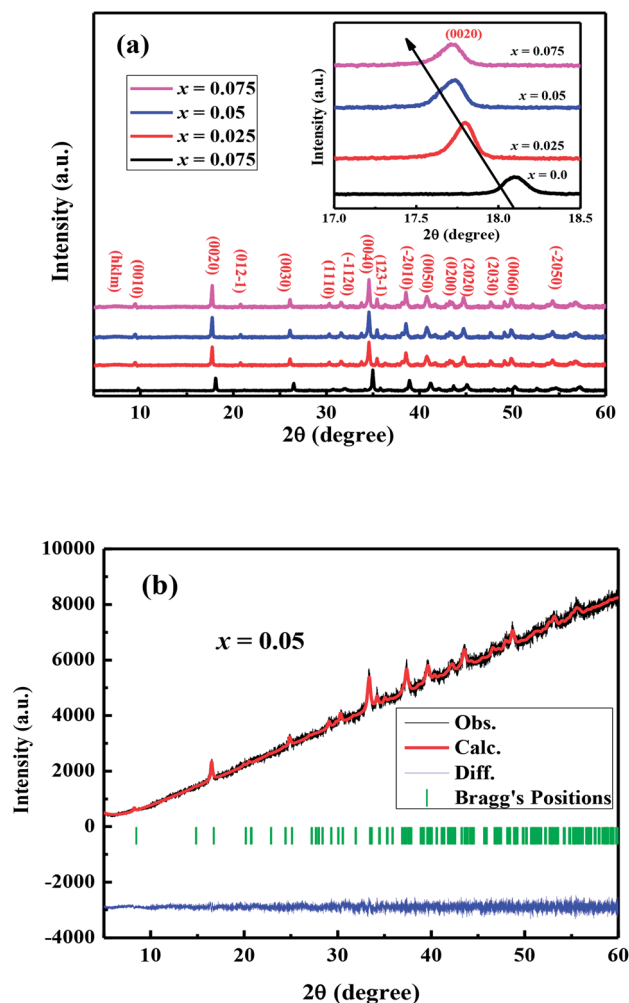 (a)
x = 0.075
x = 0.05
x = 0.025
x = 0.075
Intensity (a.u.)
(0020)
x = 0.075
x = 0.05
x = 0.025
x = 0.0
Intensity (a.u.)
17.0 17.5 18.0 18.5
2θ (degree)
(hklm) (0010) (0020) (012-1) (0030) (1110) (-1120) (0040) (123-1) (-2010) (0050) (0200) (2020) (2030) (0060) (-2050)
10 20 30 40 50 60
2θ (degree)
(b)
x = 0.05
Intensity (a.u.)
10000
8000
6000
4000
2000
0
-2000
-4000
Obs.
Calc.
Diff.
Bragg's Positions
10 20 30 40 50 60
2θ (degree)